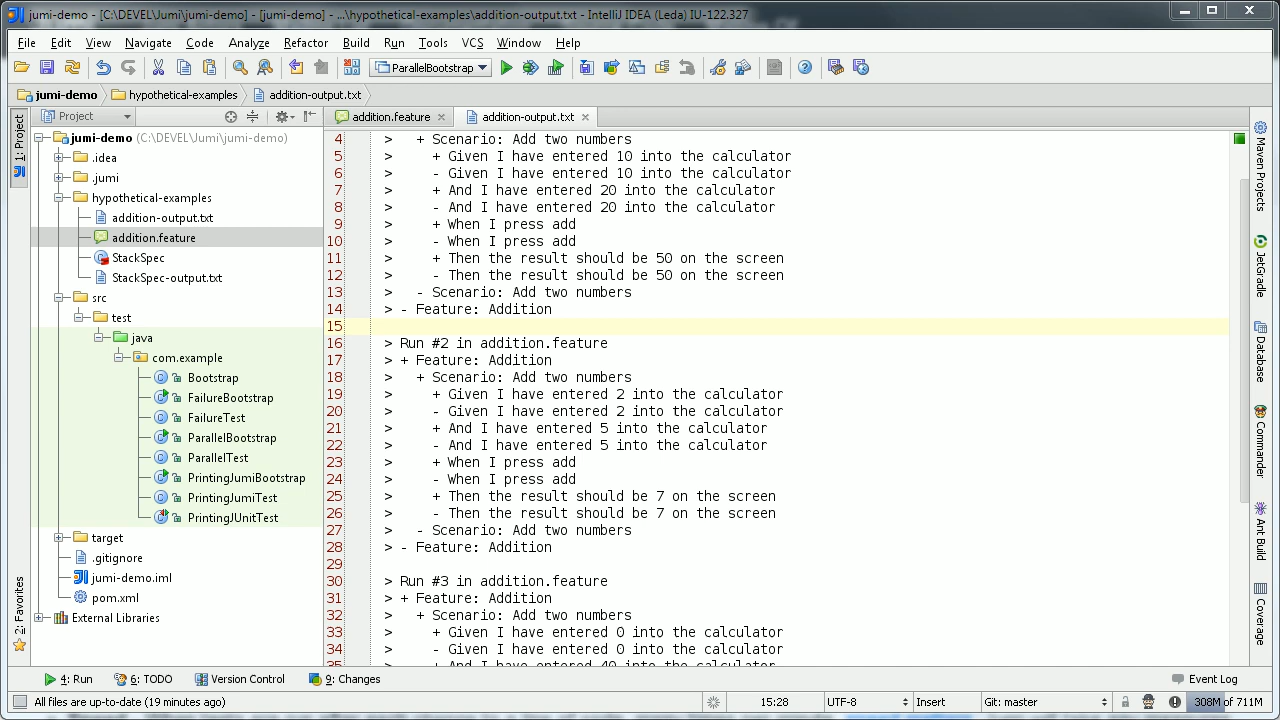 jumi-demo - [C:\DEVEL\Jumi\jumi-demo] - [jumi-demo] - ...\hypothetical-examples\addition-output.txt - IntelliJ IDEA (Leda) IU-122.327
File Edit View Navigate Code Analyze Refactor Build Run Tools VCS Window Help
ParallelBootstrap
jumi-demo hypothetical-examples addition-output.txt
Project
addition.feature addition-output.txt
1: Project
2: Favorites
jumi-demo (C:\DEVEL\Jumi\jumi-demo)
.idea
.jumi
hypothetical-examples
addition-output.txt
addition.feature
StackSpec
StackSpec-output.txt
src
test
java
com.example
Bootstrap
FailureBootstrap
FailureTest
ParallelBootstrap
ParallelTest
PrintingJumiBootstrap
PrintingJumiTest
PrintingJUnitTest
target
.gitignore
jumi-demo.iml
pom.xml
External Libraries
4 > + Scenario: Add two numbers
5 > + Given I have entered 10 into the calculator
6 > - Given I have entered 10 into the calculator
7 > + And I have entered 20 into the calculator
8 > - And I have entered 20 into the calculator
9 > + When I press add
10 > - When I press add
11 > + Then the result should be 50 on the screen
12 > - Then the result should be 50 on the screen
13 > - Scenario: Add two numbers
14 > - Feature: Addition
15
16 > Run #2 in addition.feature
17 > + Feature: Addition
18 > + Scenario: Add two numbers
19 > + Given I have entered 2 into the calculator
20 > - Given I have entered 2 into the calculator
21 > + And I have entered 5 into the calculator
22 > - And I have entered 5 into the calculator
23 > + When I press add
24 > - When I press add
25 > + Then the result should be 7 on the screen
26 > - Then the result should be 7 on the screen
27 > - Scenario: Add two numbers
28 > - Feature: Addition
29
30 > Run #3 in addition.feature
31 > + Feature: Addition
32 > + Scenario: Add two numbers
33 > + Given I have entered 0 into the calculator
34 > - Given I have entered 0 into the calculator
35 > + And I have entered 40 into the calculator
Maven Projects
JetGradle
Database
Commander
Ant Build
Coverage
4: Run 6: TODO Version Control 9: Changes Event Log
All files are up-to-date (19 minutes ago) 15:28 UTF-8 Insert Git: master 308M of 711M